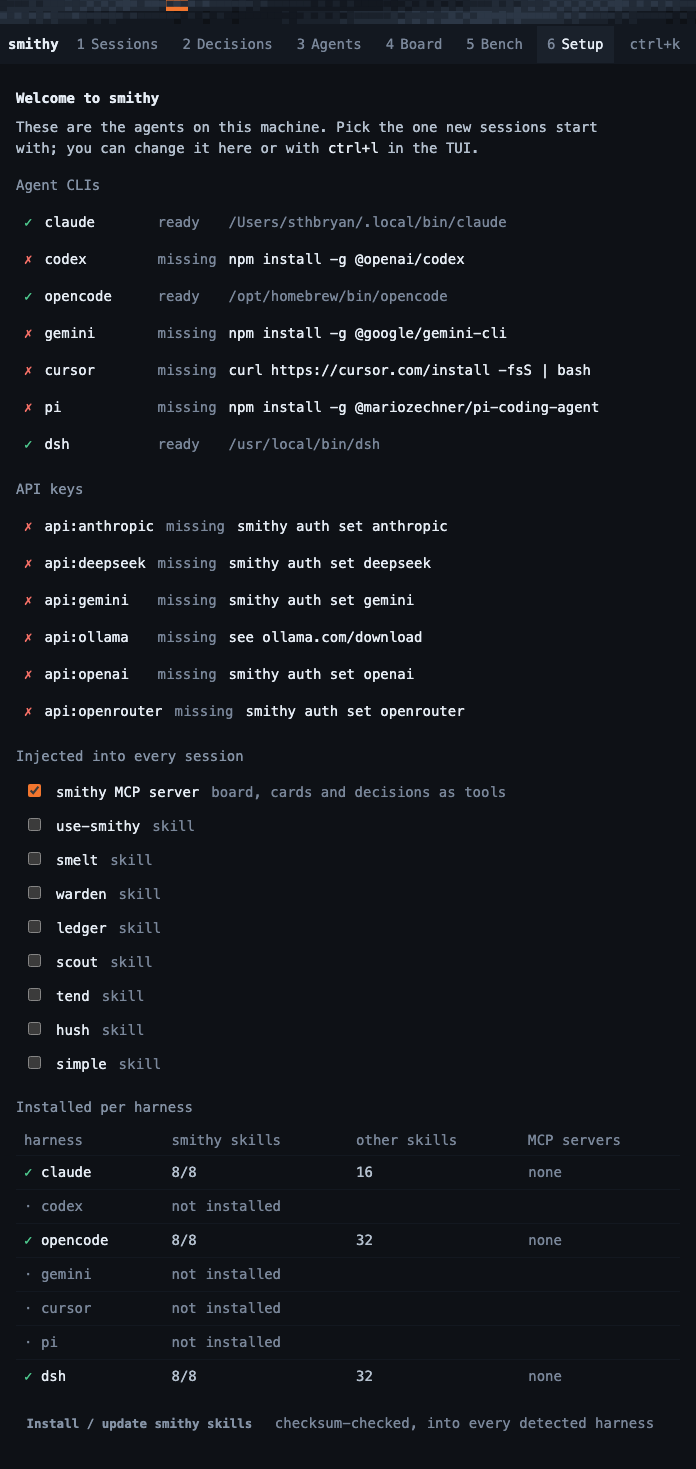 smithy 1 Sessions 2 Decisions 3 Agents 4 Board 5 Bench 6 Setup ctrl+k
Welcome to smithy
These are the agents on this machine. Pick the one new sessions start
with; you can change it here or with ctrl+l in the TUI.
Agent CLIs
✓ claude ready /Users/sthbryan/.local/bin/claude
✗ codex missing npm install -g @openai/codex
✓ opencode ready /opt/homebrew/bin/opencode
✗ gemini missing npm install -g @google/gemini-cli
✗ cursor missing curl https://cursor.com/install -fsS | bash
✗ pi missing npm install -g @mariozechner/pi-coding-agent
✓ dsh ready /usr/local/bin/dsh
API keys
✗ api:anthropic missing smithy auth set anthropic
✗ api:deepseek missing smithy auth set deepseek
✗ api:gemini missing smithy auth set gemini
✗ api:ollama missing see ollama.com/download
✗ api:openai missing smithy auth set openai
✗ api:openrouter missing smithy auth set openrouter
Injected into every session
smithy MCP server board, cards and decisions as tools
use-smithy skill
smelt skill
warden skill
ledger skill
scout skill
tend skill
hush skill
simple skill
Installed per harness
harness smithy skills other skills MCP servers
✓ claude 8/8 16 none
· codex not installed
✓ opencode 8/8 32 none
· gemini not installed
· cursor not installed
· pi not installed
✓ dsh 8/8 32 none
Install / update smithy skills checksum-checked, into every detected harness